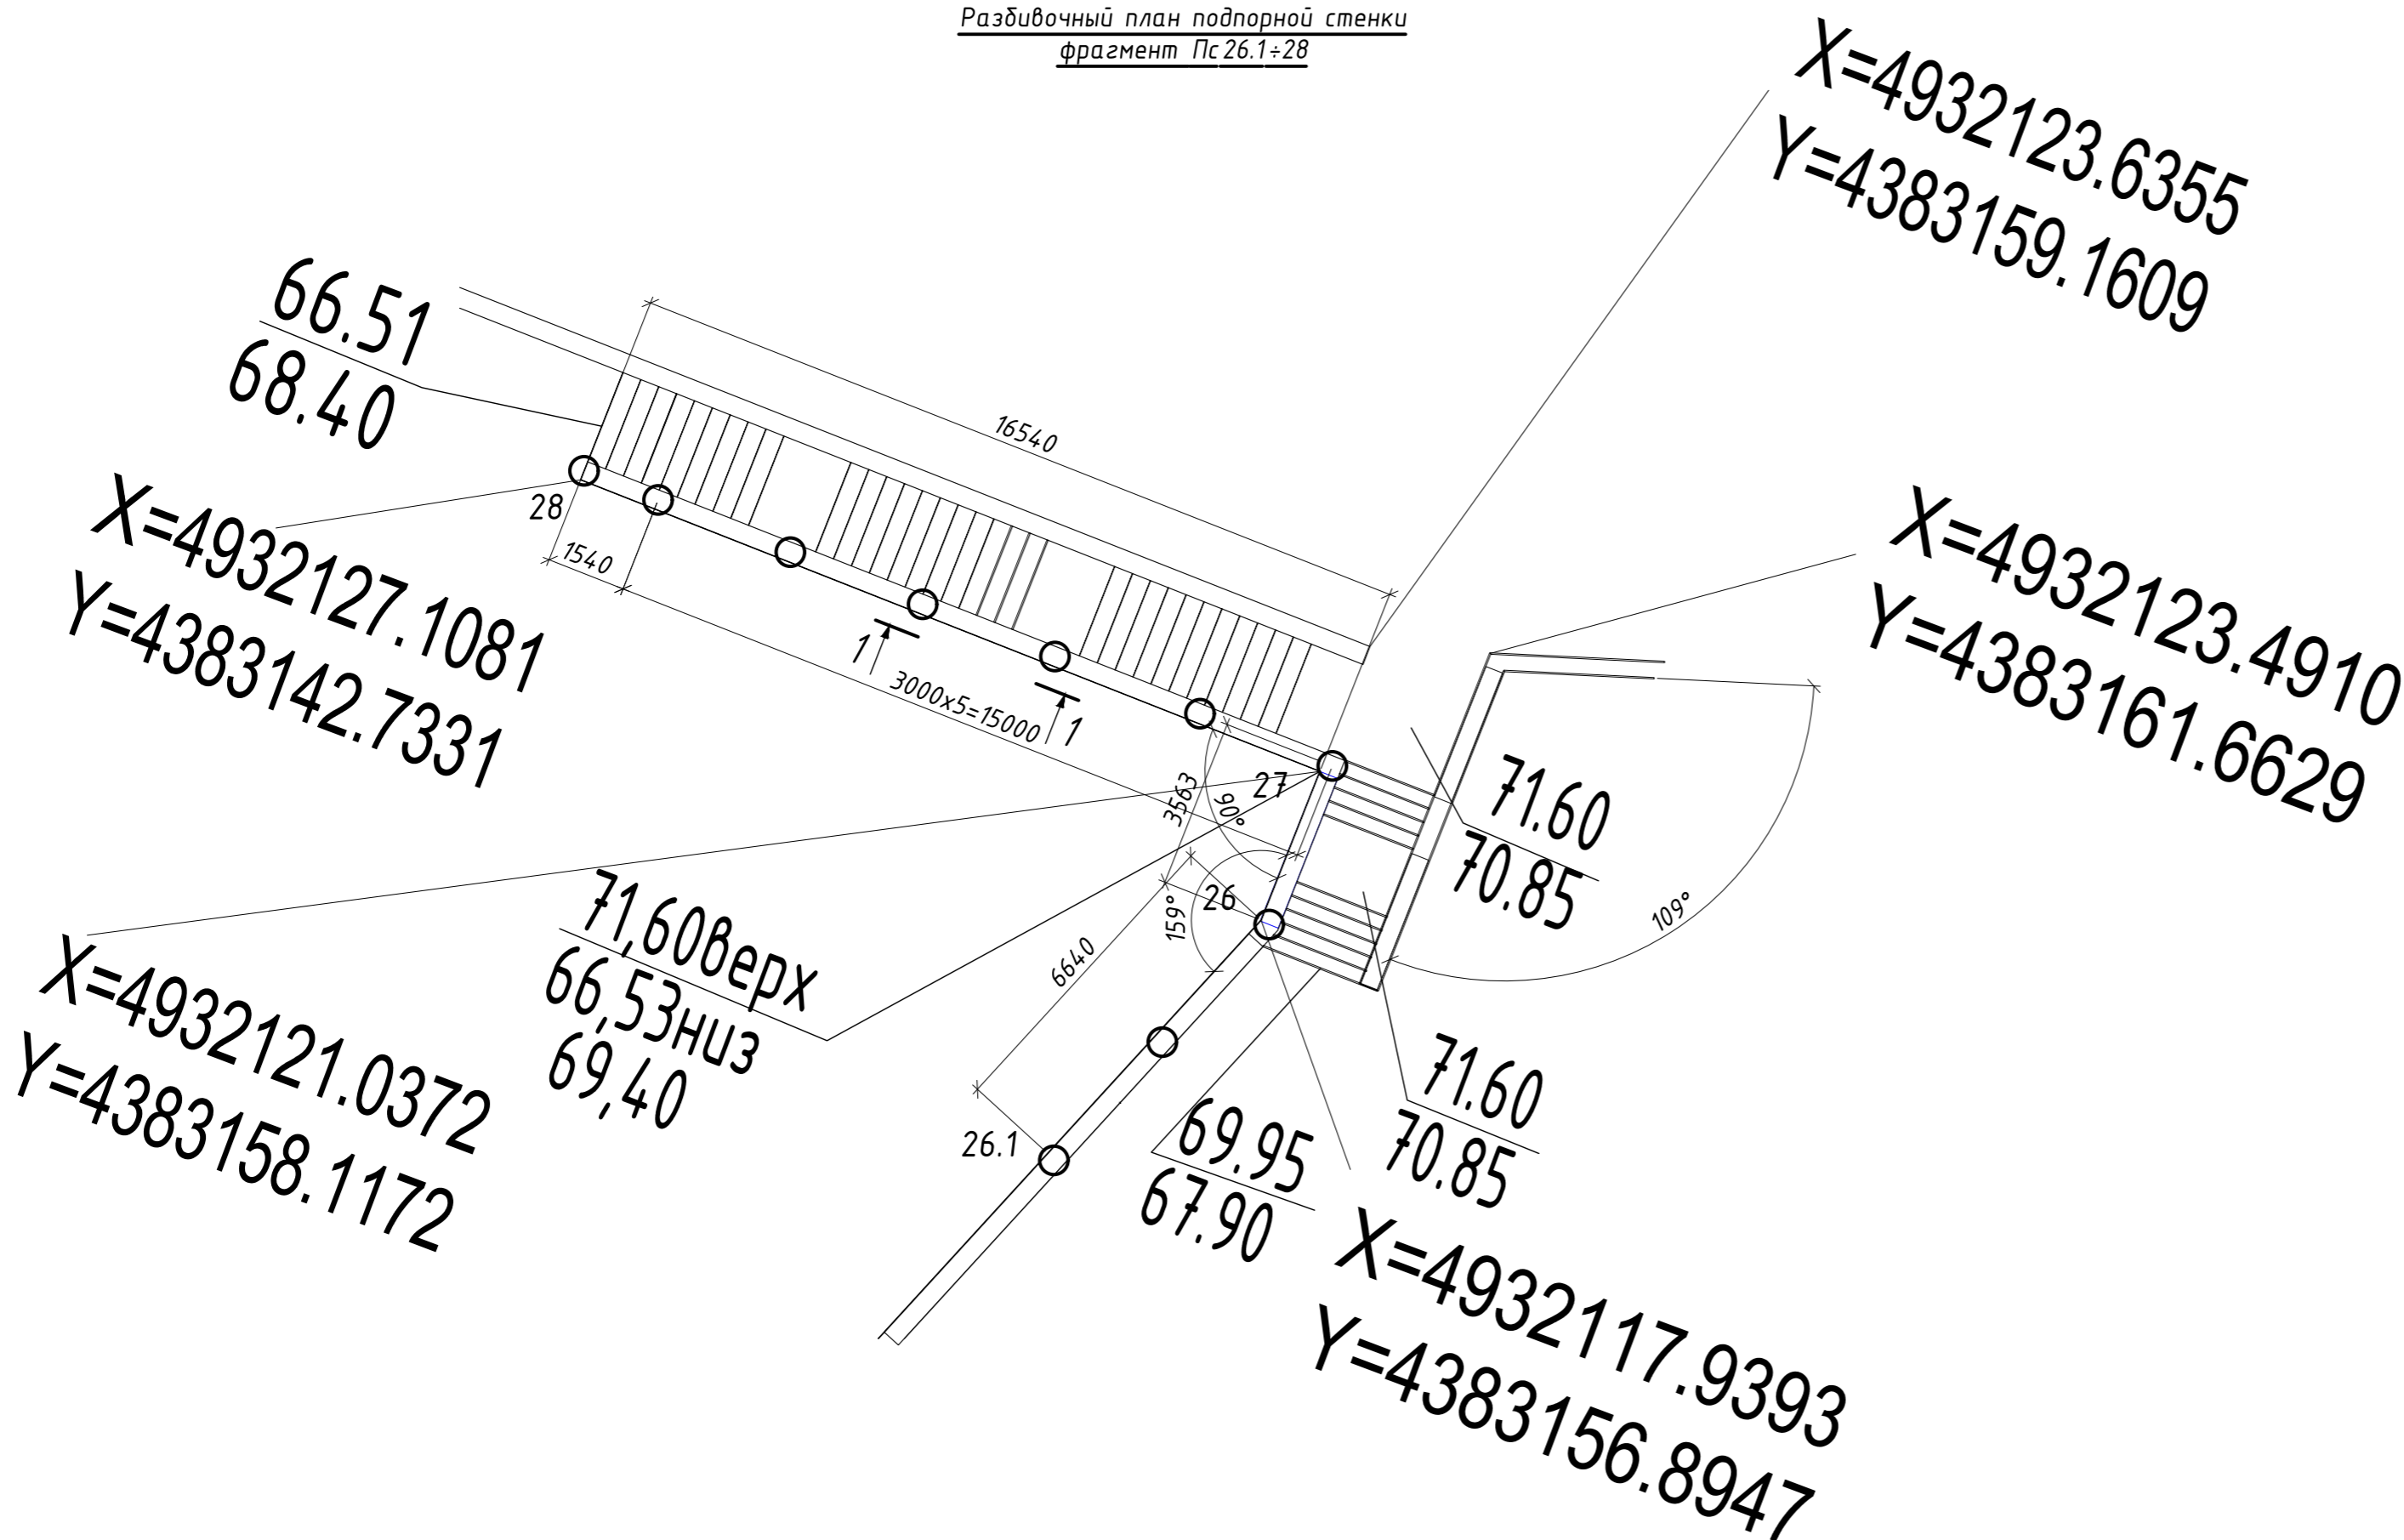 Разбивочный план подпорной стенки
фрагмент Пс 26.1÷28
X=4932123.6355
Y=4383159.1609
66.51
68.40
16540
28
1540
X=4932127.1081
Y=4383142.7331
X=4932123.4910
Y=4383161.6629
1
3000x5=15000
1
27
3563
90°
71.60
70.85
26
159°
109°
6640
71,60верх
66,53низ
69,40
X=4932121.0372
Y=4383158.1172
71.60
70.85
26.1
69.95
67.90
X=4932117.9393
Y=4383156.8947